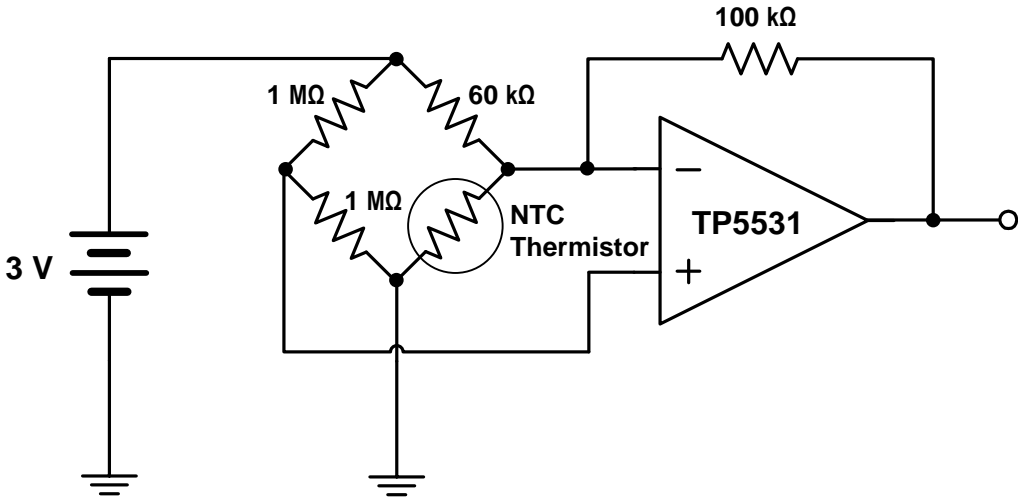 100 kΩ
1 MΩ
60 kΩ
1 MΩ
NTC
Thermistor
−
TP5531
+
3 V